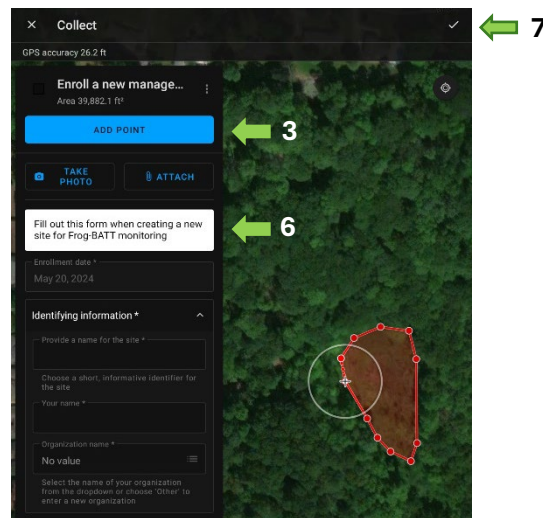 Collect
7
GPS accuracy 26.2 ft
Enroll a new manage...
Area 39,882.1 ft²
ADD POINT
3
TAKE
PHOTO
ATTACH
Fill out this form when creating a new
site for Frog-BATT monitoring
6
Enrollment date *
May 20, 2024
Identifying information *
Provide a name for the site *
Choose a short, informative identifier for
the site
Your name *
Organization name *
No value
Select the name of your organization
from the dropdown or choose 'Other' to
enter a new organization